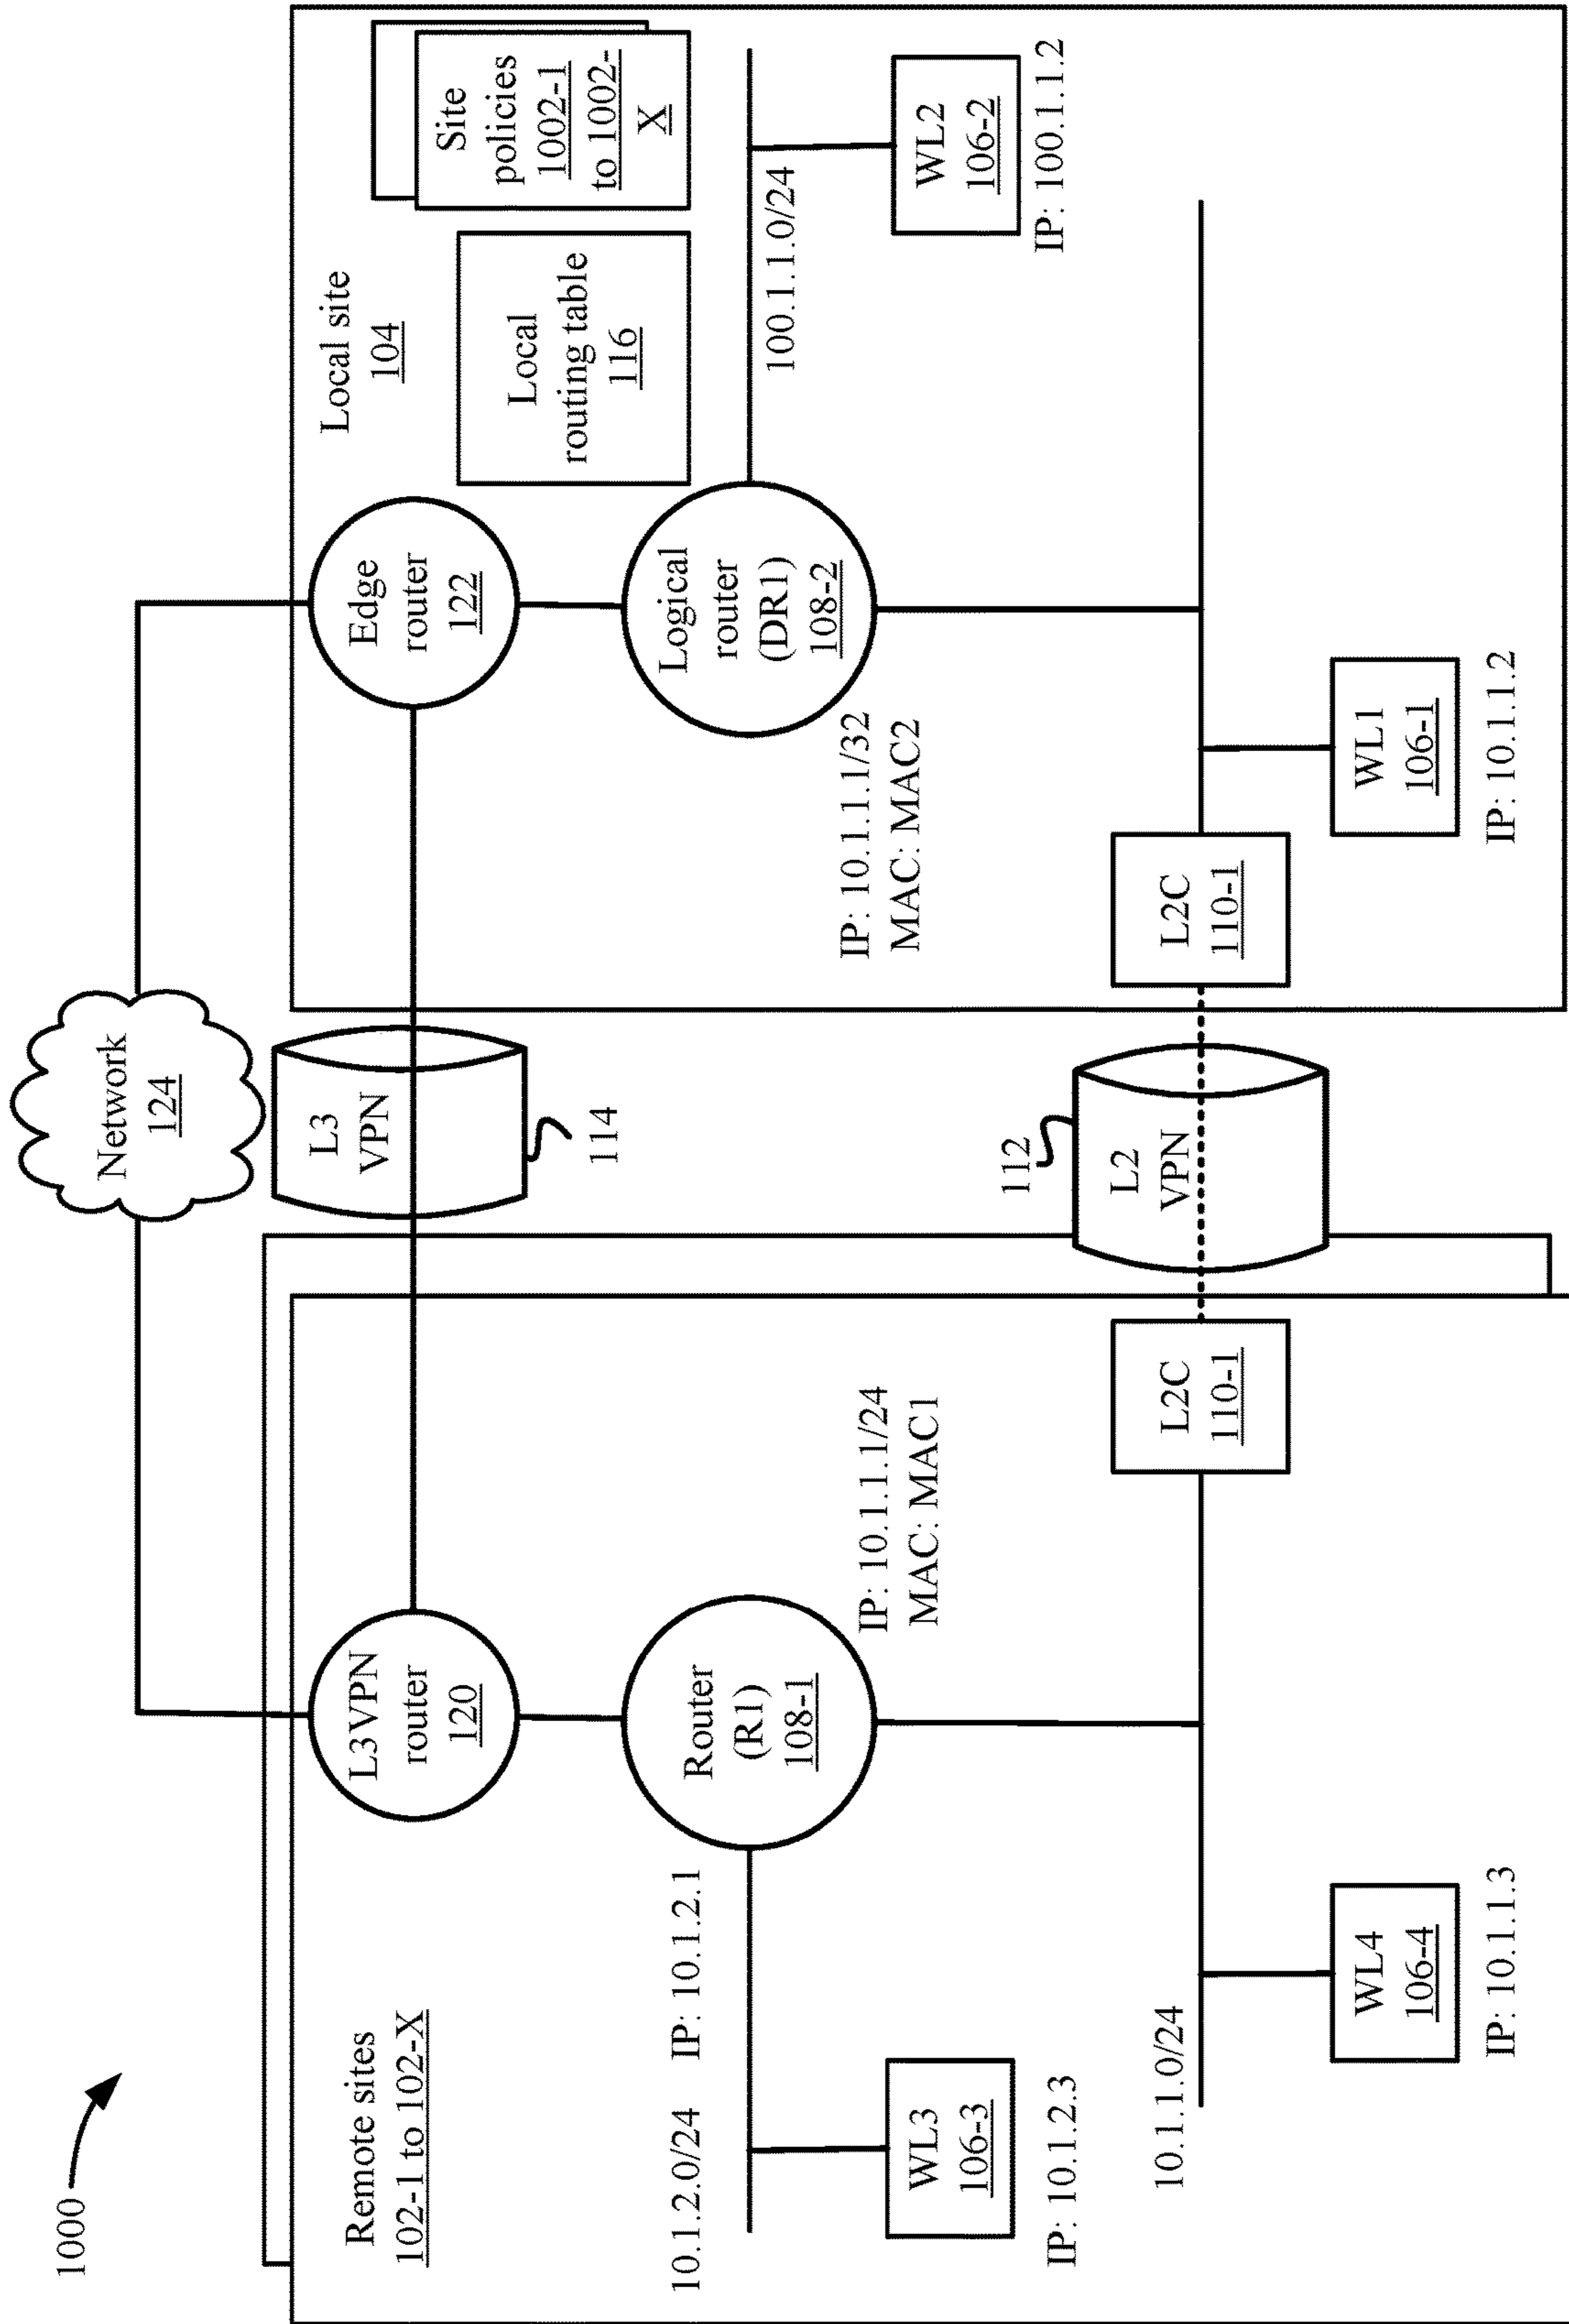 1000
Network
124
Remote sites
102-1 to 102-X
L3VPN
router
120
L3
VPN
114
Edge
router
122
Local site
104
Site
policies
1002-1
to 1002-
X
Local
routing table
116
10.1.2.0/24
IP: 10.1.2.1
Router
(R1)
108-1
Logical
router
(DR1)
108-2
100.1.1.0/24
IP: 10.1.1.1/24
MAC: MAC1
IP: 10.1.1.1/32
MAC: MAC2
WL3
106-3
IP: 10.1.2.3
WL2
106-2
IP: 100.1.1.2
112
L2
VPN
10.1.1.0/24
L2C
110-1
L2C
110-1
WL4
106-4
IP: 10.1.1.3
WL1
106-1
IP: 10.1.1.2